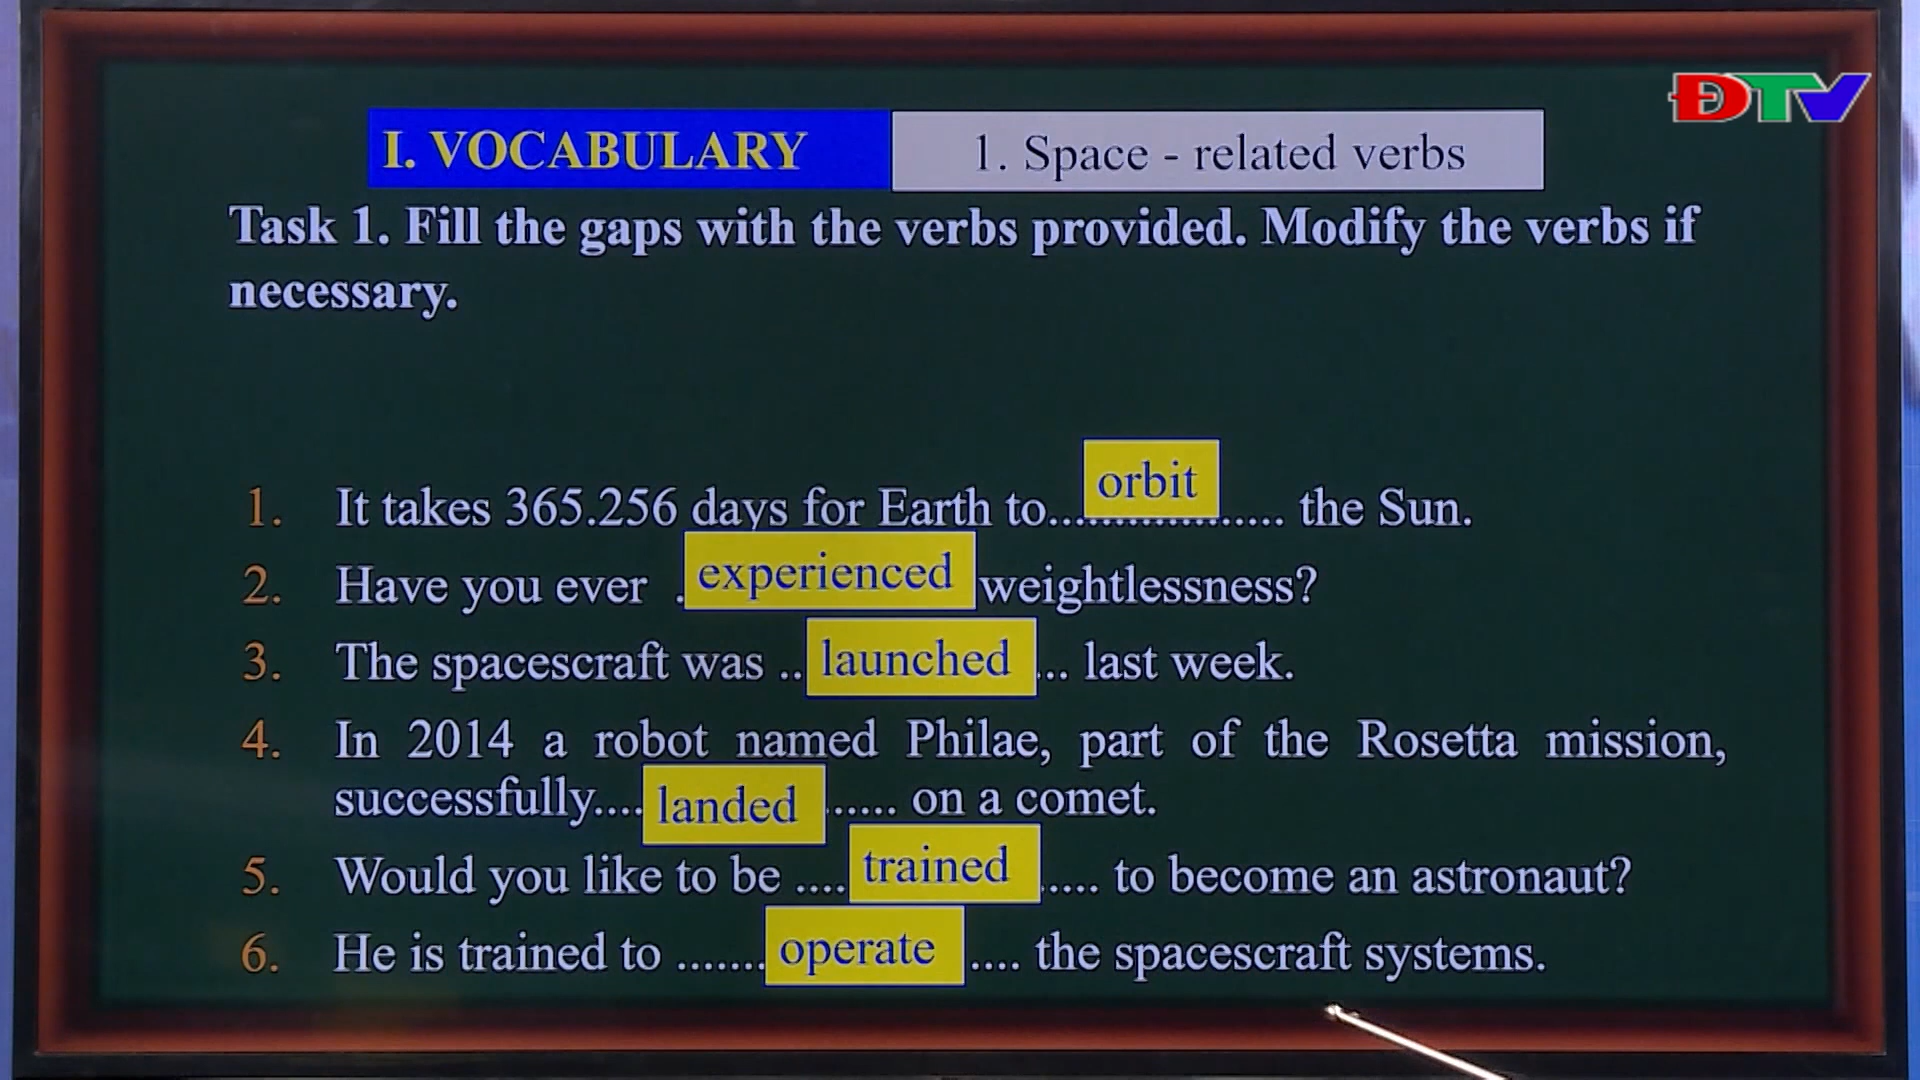 ĐTV
I. VOCABULARY
1. Space - related verbs
Task 1. Fill the gaps with the verbs provided. Modify the verbs if
necessary.
1. It takes 365.256 days for Earth to.....orbit...... the Sun.
2. Have you ever .experienced weightlessness?
3. The spacescraft was ..launched... last week.
4. In 2014 a robot named Philae, part of the Rosetta mission,
successfully....landed...... on a comet.
5. Would you like to be ....trained..... to become an astronaut?
6. He is trained to .......operate.... the spacescraft systems.